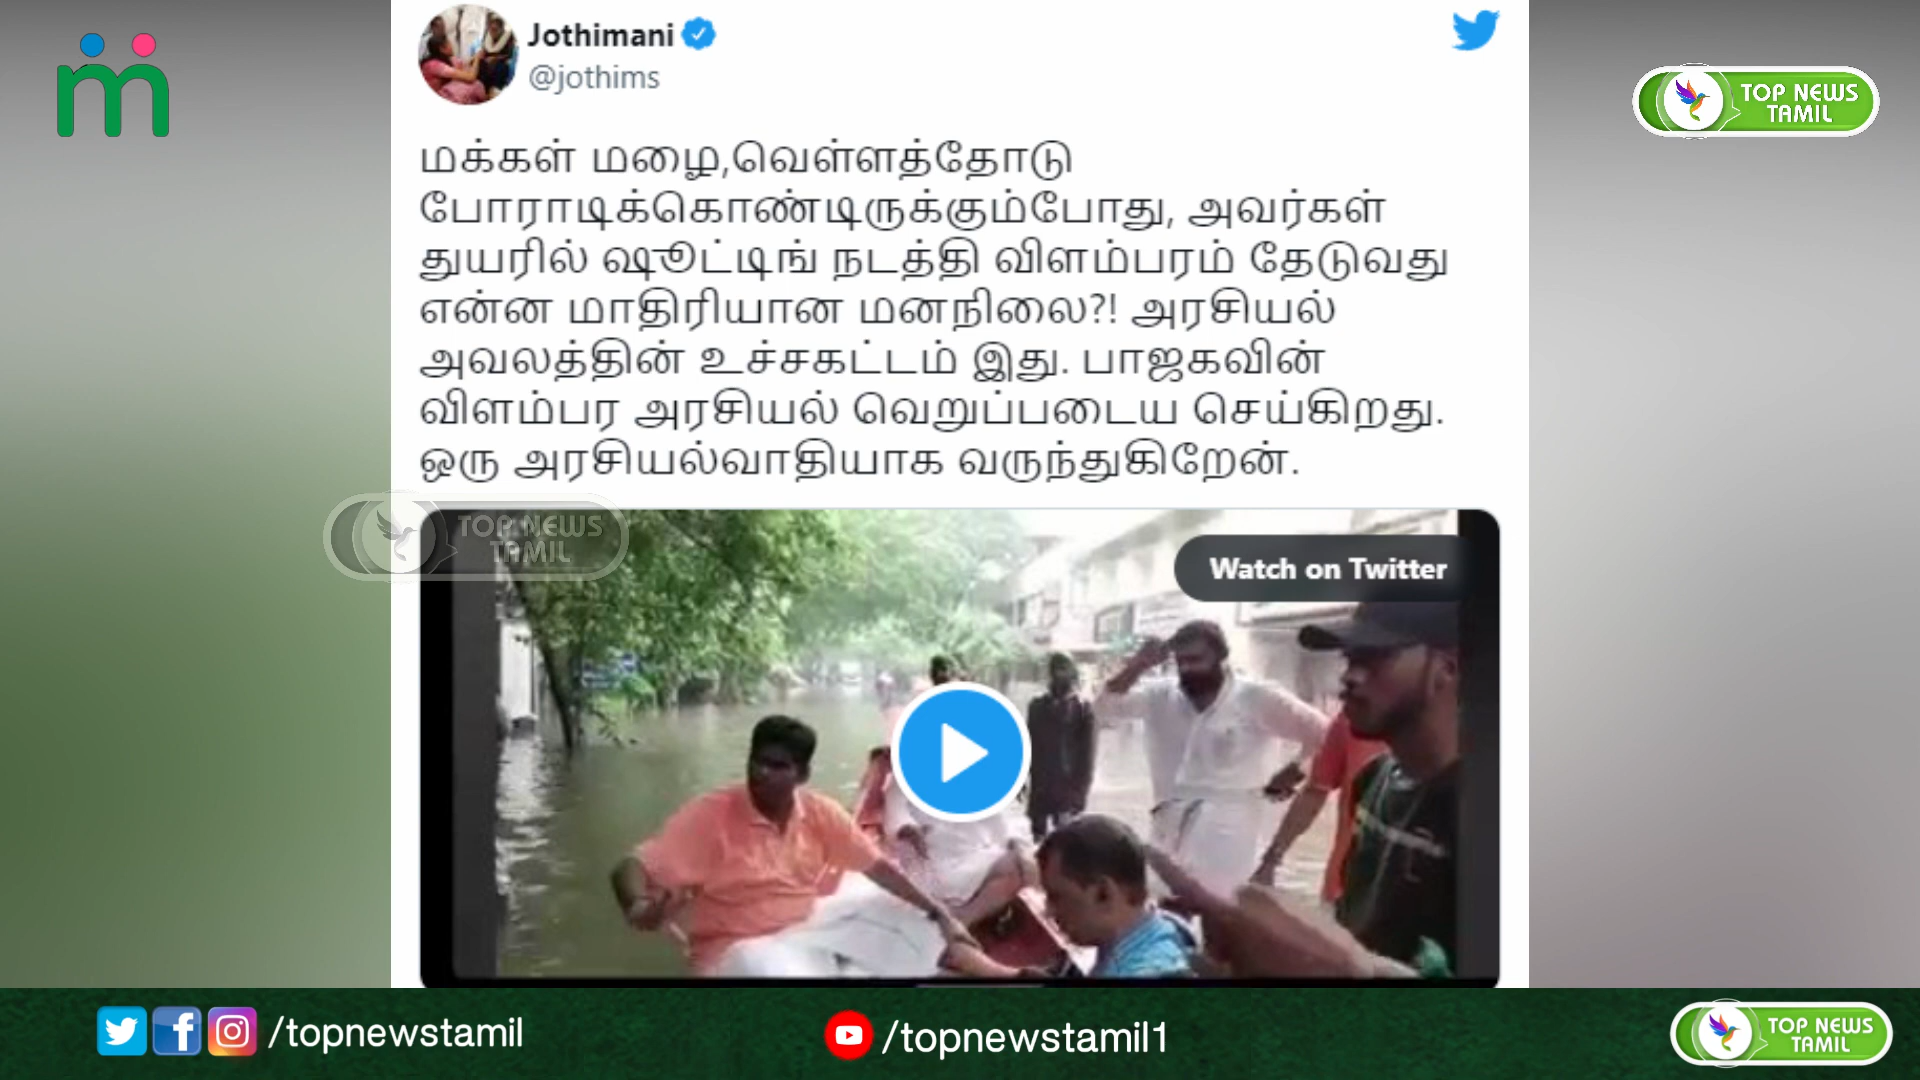 Jothimani
@jothims
TOP NEWS
TAMIL
மக்கள் மழை,வெள்ளத்தோடு
போராடிக்கொண்டிருக்கும்போது, அவர்கள்
துயரில் ஷூட்டிங் நடத்தி விளம்பரம் தேடுவது
என்ன மாதிரியான மனநிலை?! அரசியல்
அவலத்தின் உச்சகட்டம் இது. பாஜகவின்
விளம்பர அரசியல் வெறுப்படைய செய்கிறது.
ஒரு அரசியல்வாதியாக வருந்துகிறேன்.
TOP NEWS
TAMIL
Watch on Twitter
/topnewstamil
/topnewstamil1
TOP NEWS
TAMIL